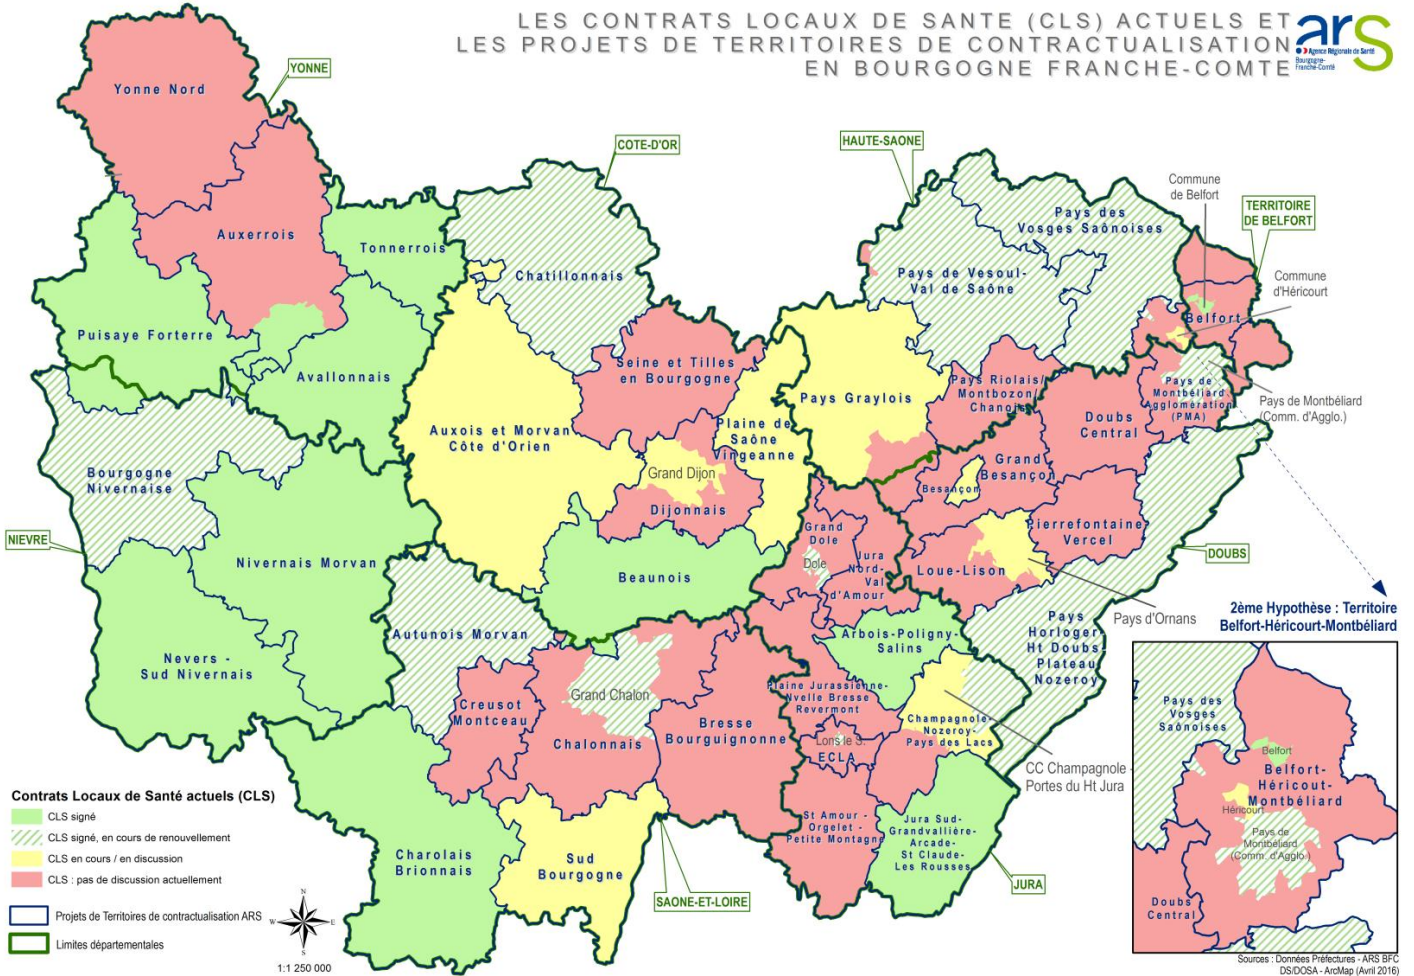 LES CONTRATS LOCAUX DE SANTE (CLS) ACTUELS ET
LES PROJETS DE TERRITOIRES DE CONTRACTUALISATION
EN BOURGOGNE FRANCHE-COMTE
ars
Agence Régionale de Santé
Bourgogne-
Franche-Comté
YONNE
Yonne Nord
COTE-D'OR
HAUTE-SAONE
Commune
de Belfort
TERRITOIRE
DE BELFORT
Auxerrois
Tonnerrois
Chatillonnais
Pays des
Vosges Saônoises
Pays de Vesoul-
Val de Saône
Commune
d'Héricourt
Belfort
Puisaye Forterre
Avallonnais
Seine et Tilles
en Bourgogne
Pays Graylois
Pays Riolais/
Montbozon/
Chanois
Pays de
Montbéliard
Agglomération
(PMA)
Pays de Montbéliard
(Comm. d'Agglo.)
Doubs
Central
Auxois et Morvan
Côte d'Orien
Plaine de
Saône
Vingeanne
Grand Dijon
Dijonnais
Grand
Besançon
Besançon
Bourgogne
Nivernaise
NIEVRE
Nivernais Morvan
Beaunois
Grand
Dole
Dole
Jura
Nord-
Val
d'Amour
Loue-Lison
Pierrefontaine-
Vercel
DOUBS
Pays d'Ornans
2ème Hypothèse : Territoire
Belfort-Héricourt-Montbéliard
Autunois Morvan
Arbois-Poligny-
Salins
Pays
Horloger-
Ht Doubs-
Plateau
Nozeroy
Nevers -
Sud Nivernais
Grand Chalon
Creusot
Montceau
Chalonnais
Bresse
Bourguignonne
Plaine Jurassienne-
Nvelle Bresse
Revermont
Lons le S.
ECLA
Champagnole-
Nozeroy-
Pays des Lacs
CC Champagnole -
Portes du Ht Jura
Pays des
Vosges
Saônoises
Belfort
Belfort-
Héricourt-
Montbéliard
Héricourt
Pays de
Montbéliard
(Comm. d'Agglo.)
Doubs
Central
Charolais
Brionnais
Sud
Bourgogne
SAONE-ET-LOIRE
St Amour -
Orgelet -
Petite Montagne
Jura Sud-
Grandvallière-
Arcade-
St Claude-
Les Rousses
JURA
Contrats Locaux de Santé actuels (CLS)
CLS signé
CLS signé, en cours de renouvellement
CLS en cours / en discussion
CLS : pas de discussion actuellement
Projets de Territoires de contractualisation ARS
Limites départementales
N
W
E
S
1:1 250 000
Sources : Données Préfectures - ARS BFC
DS/DOSA - ArcMap (Avril 2016)